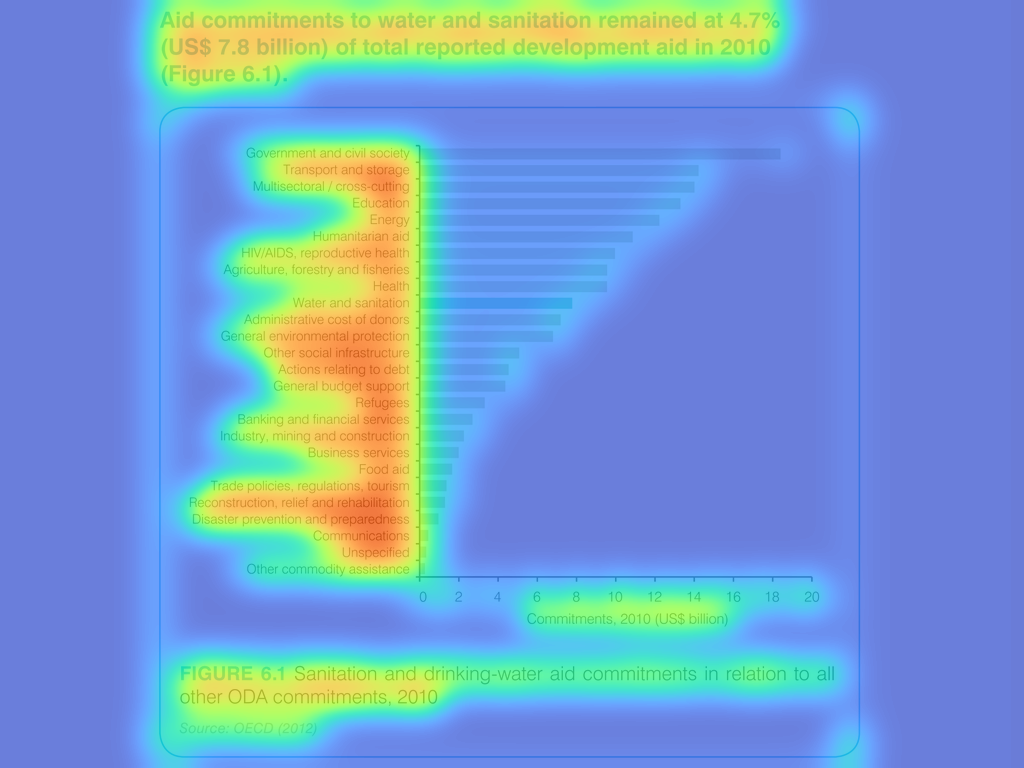 Aid commitments to water and sanitation remained at 4.7%
(US$ 7.8 billion) of total reported development aid in 2010
(Figure 6.1).
Government and civil society
Transport and storage
Multisectoral / cross-cutting
Education
Energy
Humanitarian aid
HIV/AIDS, reproductive health
Agriculture, forestry and fisheries
Health
Water and sanitation
Administrative cost of donors
General environmental protection
Other social infrastructure
Actions relating to debt
General budget support
Refugees
Banking and financial services
Industry, mining and construction
Business services
Food aid
Trade policies, regulations, tourism
Reconstruction, relief and rehabilitation
Disaster prevention and preparedness
Communications
Unspecified
Other commodity assistance
0 2 4 6 8 10 12 14 16 18 20
Commitments, 2010 (US$ billion)
FIGURE 6.1 Sanitation and drinking-water aid commitments in relation to all
other ODA commitments, 2010
Source: OECD (2012)